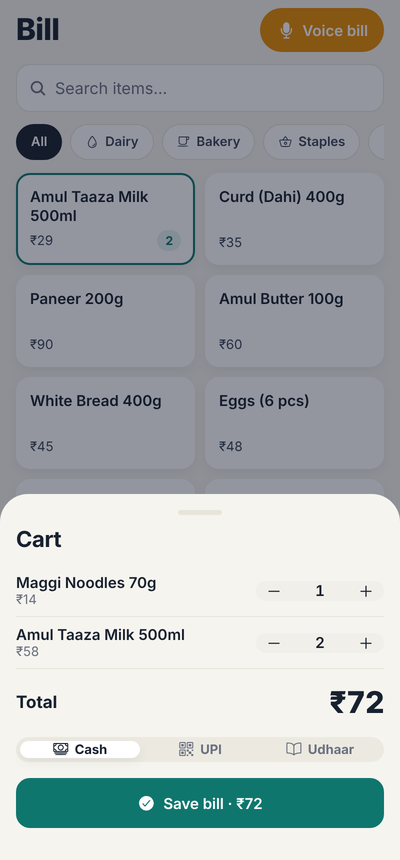 Bill
Voice bill
Search items...
All
Dairy
Bakery
Staples
Amul Taaza Milk
500ml
₹29
2
Curd (Dahi) 400g
₹35
Paneer 200g
₹90
Amul Butter 100g
₹60
White Bread 400g
₹45
Eggs (6 pcs)
₹48
Cart
Maggi Noodles 70g
₹14
1
Amul Taaza Milk 500ml
₹58
2
Total
₹72
Cash
UPI
Udhaar
Save bill · ₹72